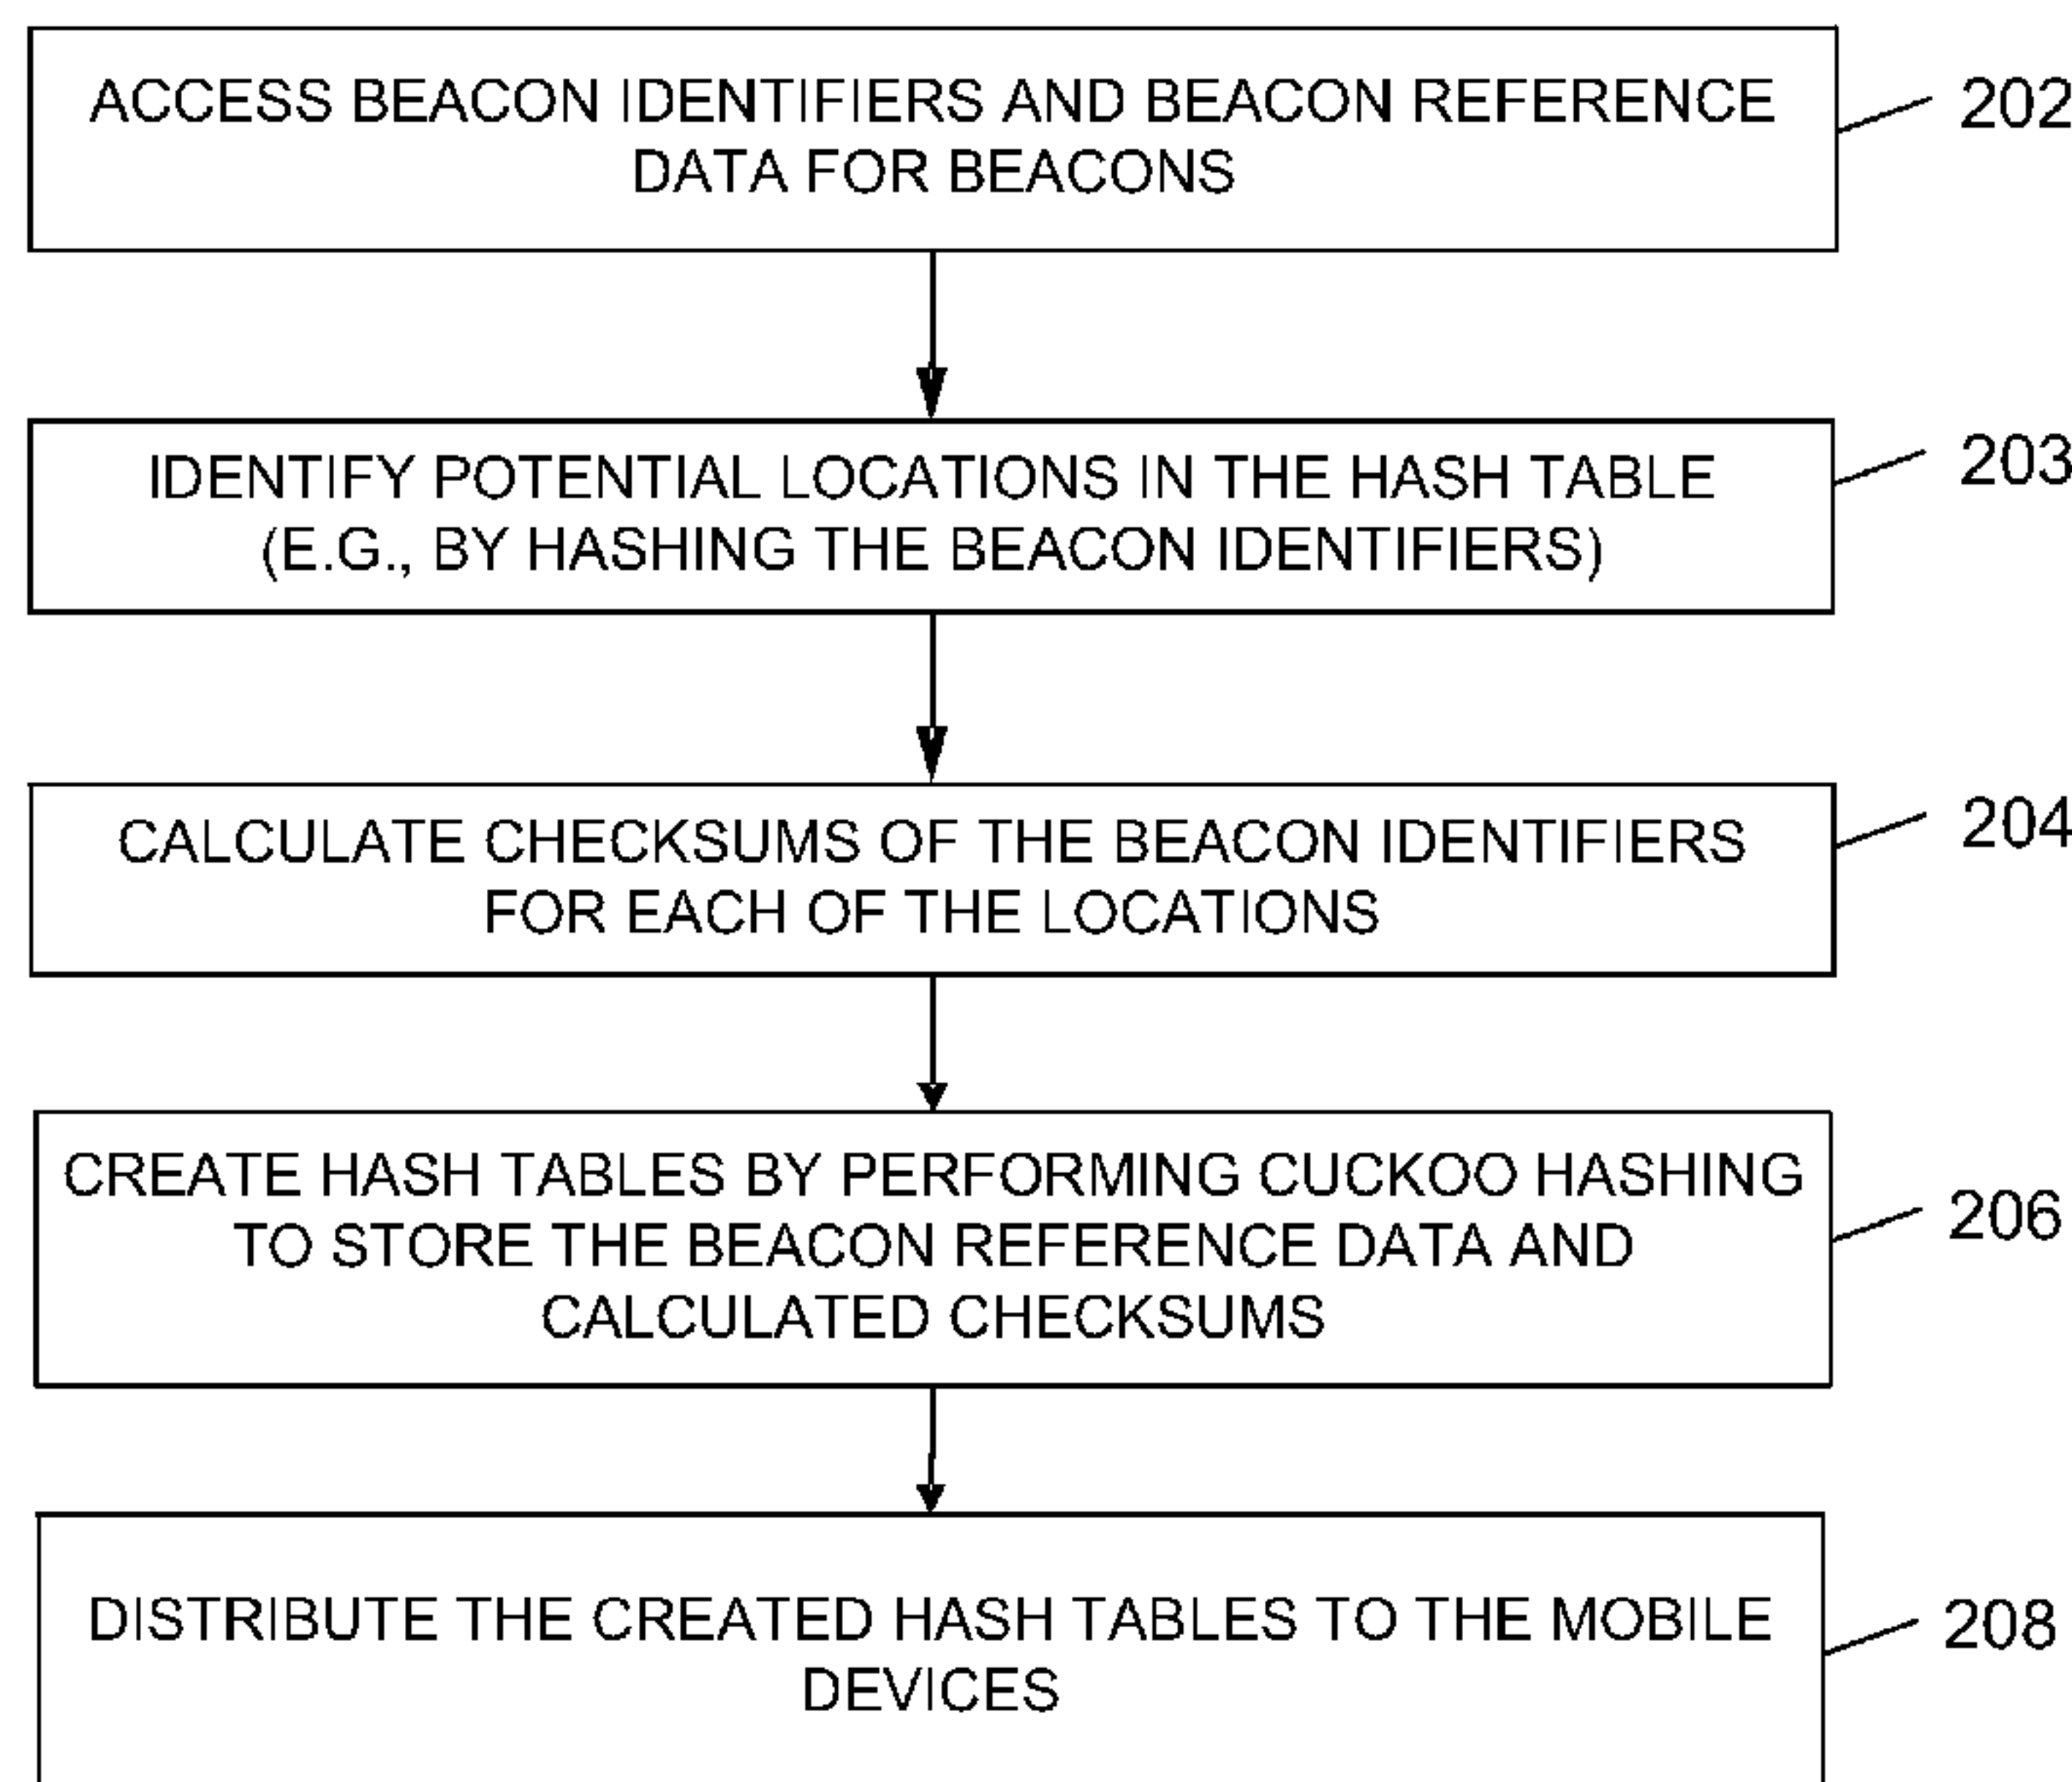 ACCESS BEACON IDENTIFIERS AND BEACON REFERENCE
DATA FOR BEACONS
202
IDENTIFY POTENTIAL LOCATIONS IN THE HASH TABLE
(E.G., BY HASHING THE BEACON IDENTIFIERS)
203
CALCULATE CHECKSUMS OF THE BEACON IDENTIFIERS
FOR EACH OF THE LOCATIONS
204
CREATE HASH TABLES BY PERFORMING CUCKOO HASHING
TO STORE THE BEACON REFERENCE DATA AND
CALCULATED CHECKSUMS
206
DISTRIBUTE THE CREATED HASH TABLES TO THE MOBILE
DEVICES
208